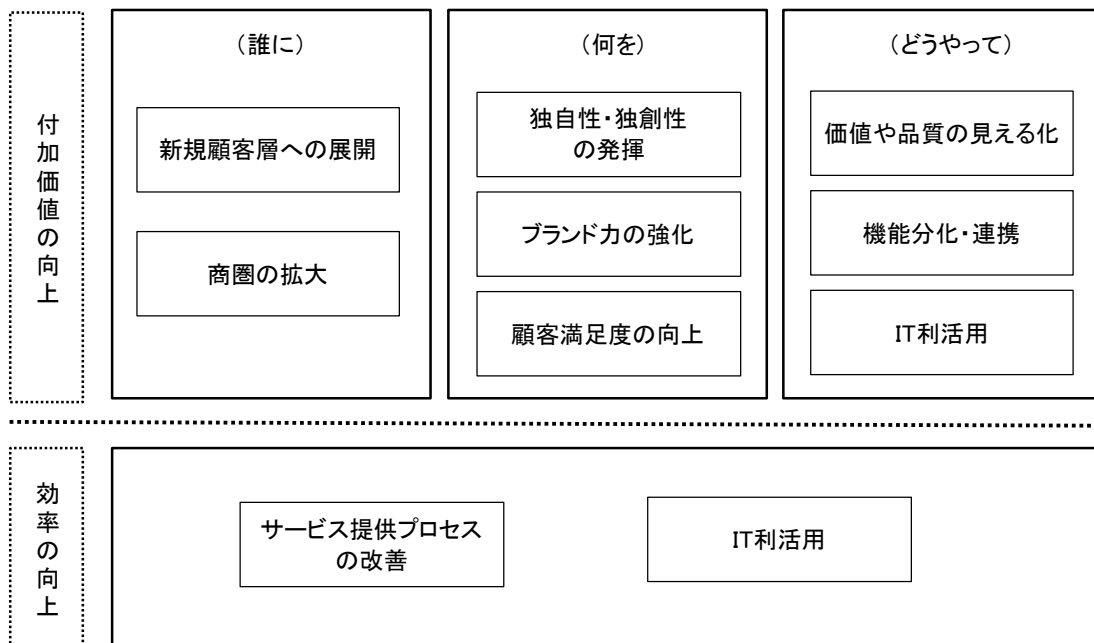 付加価値の向上
（誰に）
新規顧客層への展開
商圏の拡大
（何を）
独自性・独創性
の発揮
ブランド力の強化
顧客満足度の向上
（どうやって）
価値や品質の見える化
機能分化・連携
IT利活用
効率の向上
サービス提供プロセス
の改善
IT利活用